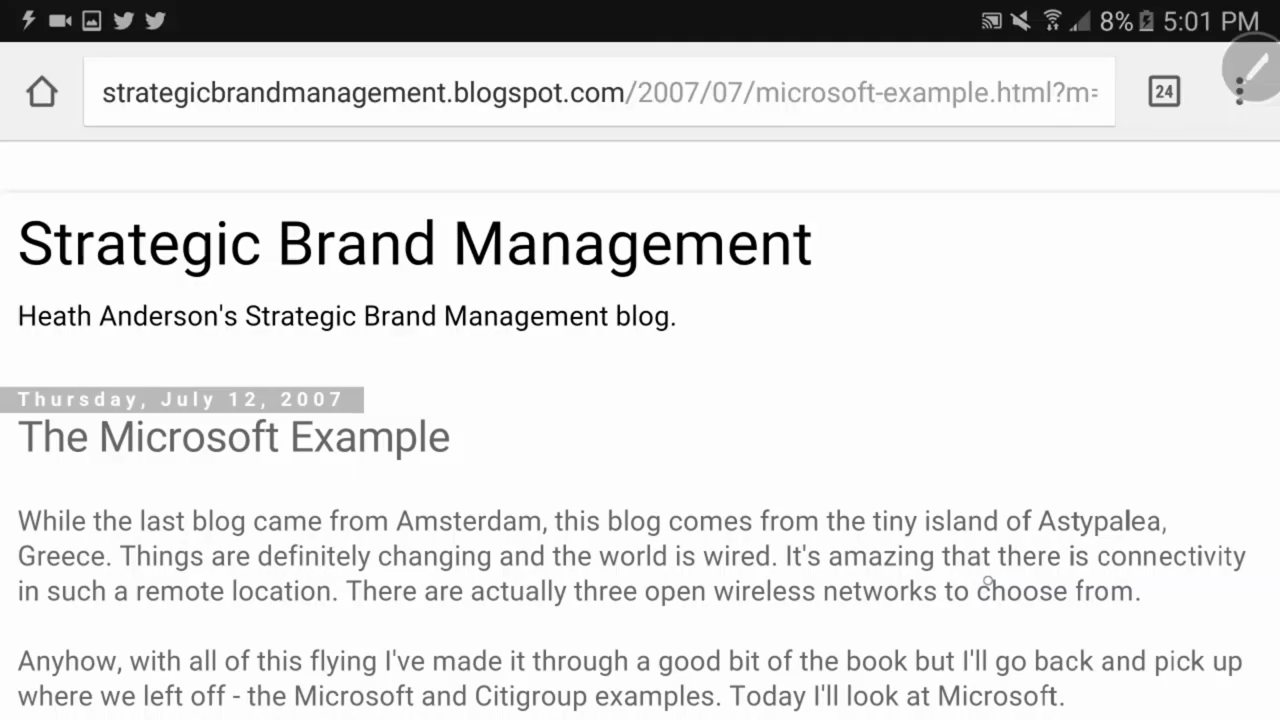 8% 5:01 PM
strategicbrandmanagement.blogspot.com/2007/07/microsoft-example.html?m=
24
Strategic Brand Management
Heath Anderson's Strategic Brand Management blog.
Thursday, July 12, 2007
The Microsoft Example
While the last blog came from Amsterdam, this blog comes from the tiny island of Astypalea,
Greece. Things are definitely changing and the world is wired. It's amazing that there is connectivity
in such a remote location. There are actually three open wireless networks to choose from.
Anyhow, with all of this flying I've made it through a good bit of the book but I'll go back and pick up
where we left off - the Microsoft and Citigroup examples. Today I'll look at Microsoft.